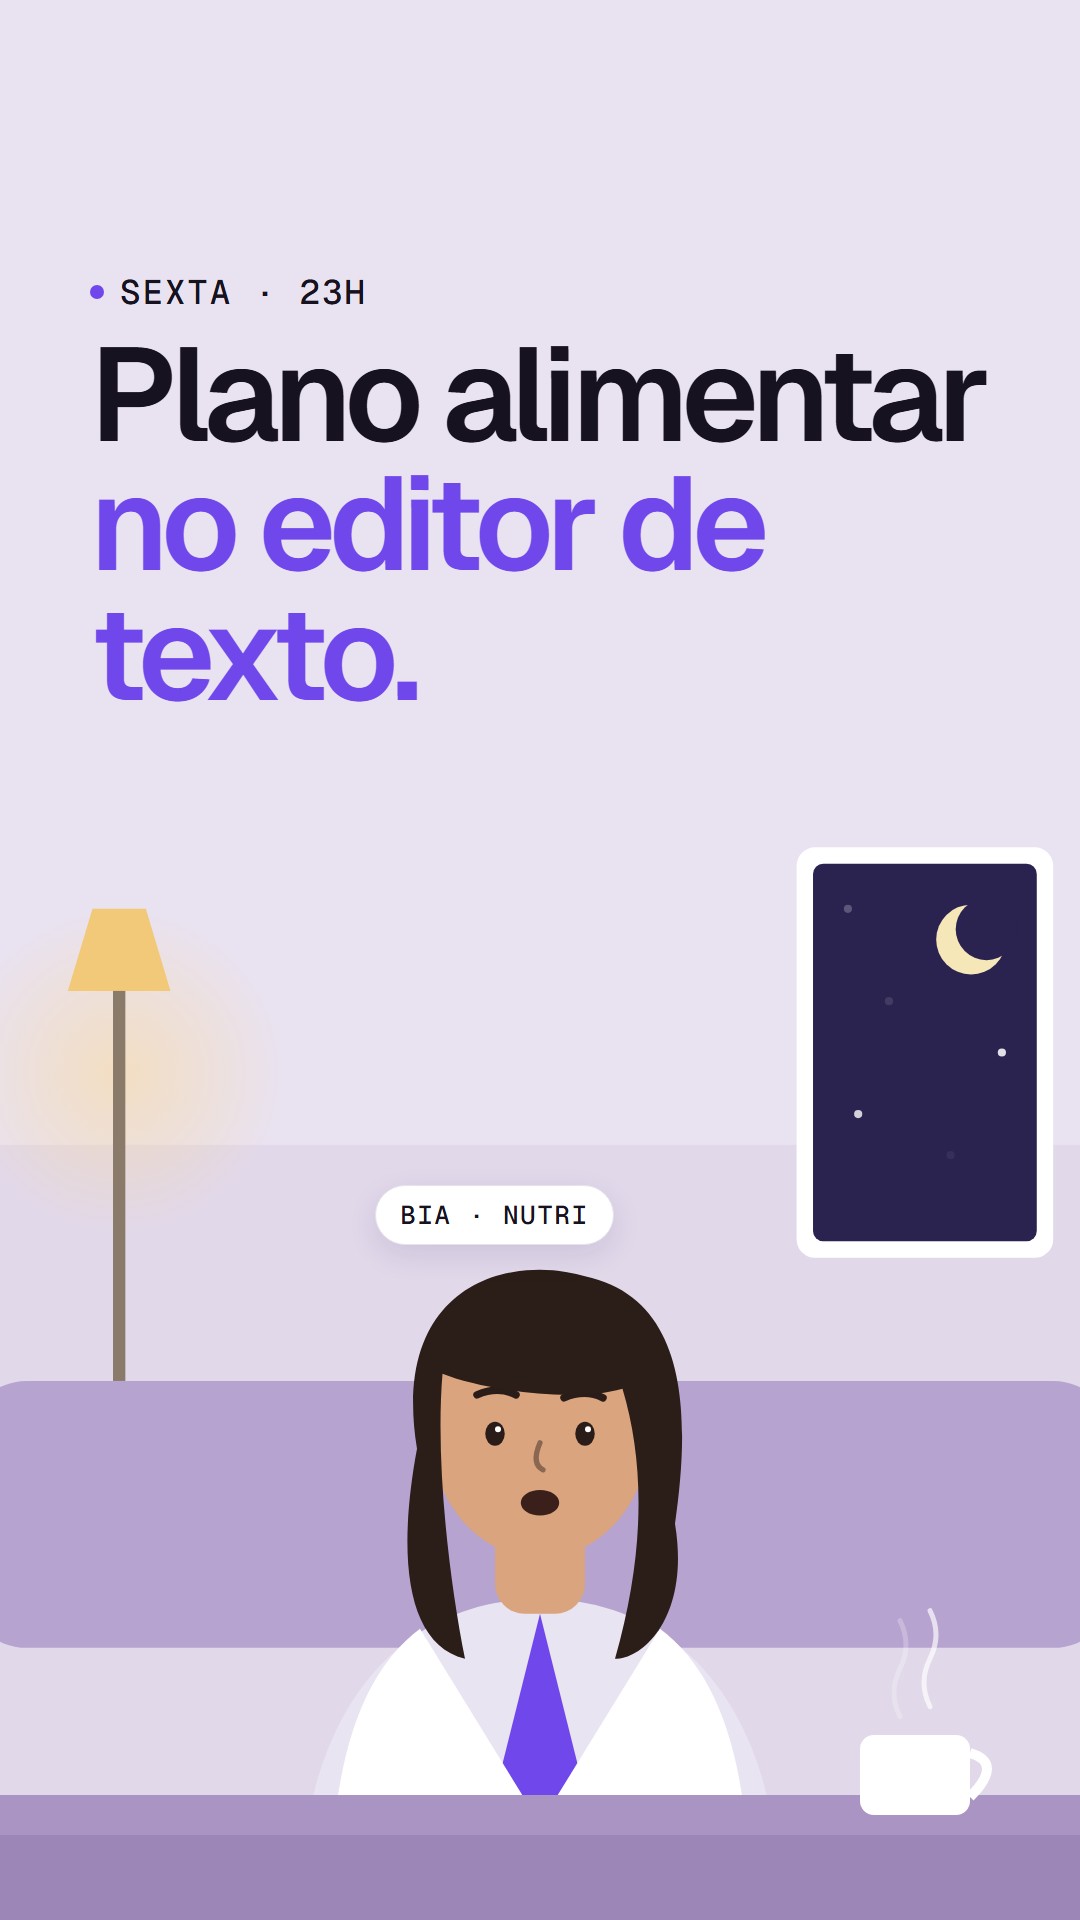 SEXTA · 23H
Plano alimentar
no editor de
texto.
BIA · NUTRI